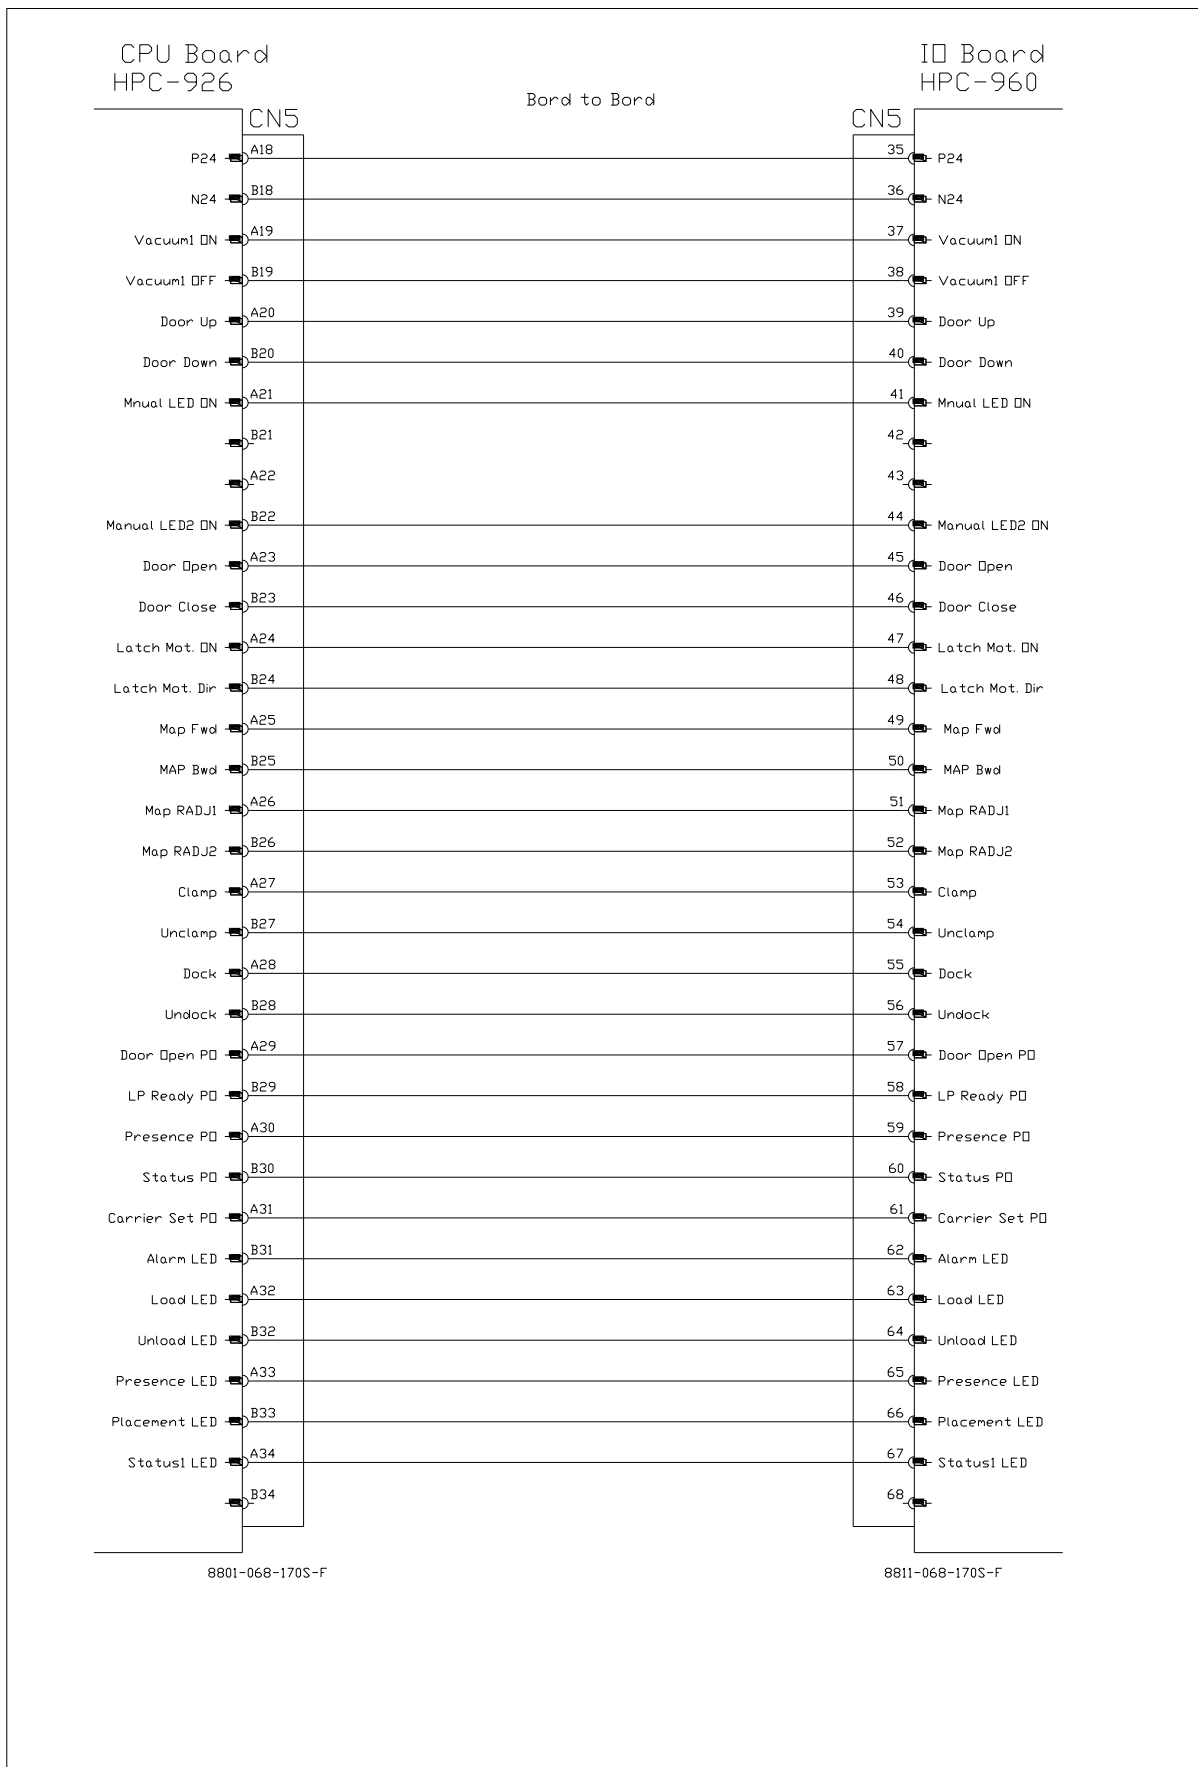 CPU Board
HPC-926
IO Board
HPC-960
Bord to Bord
CN5
CN5
P24 A18 35 P24
N24 B18 36 N24
Vacuum1 ON A19 37 Vacuum1 ON
Vacuum1 OFF B19 38 Vacuum1 OFF
Door Up A20 39 Door Up
Door Down B20 40 Door Down
Mnual LED ON A21 41 Mnual LED ON
B21 42
A22 43
Manual LED2 ON B22 44 Manual LED2 ON
Door Open A23 45 Door Open
Door Close B23 46 Door Close
Latch Mot. ON A24 47 Latch Mot. ON
Latch Mot. Dir B24 48 Latch Mot. Dir
Map Fwd A25 49 Map Fwd
MAP Bwd B25 50 MAP Bwd
Map RADJ1 A26 51 Map RADJ1
Map RADJ2 B26 52 Map RADJ2
Clamp A27 53 Clamp
Unclamp B27 54 Unclamp
Dock A28 55 Dock
Undock B28 56 Undock
Door Open PO A29 57 Door Open PO
LP Ready PO B29 58 LP Ready PO
Presence PO A30 59 Presence PO
Status PO B30 60 Status PO
Carrier Set PO A31 61 Carrier Set PO
Alarm LED B31 62 Alarm LED
Load LED A32 63 Load LED
Unload LED B32 64 Unload LED
Presence LED A33 65 Presence LED
Placement LED B33 66 Placement LED
Status1 LED A34 67 Status1 LED
B34 68
8801-068-170S-F
8811-068-170S-F